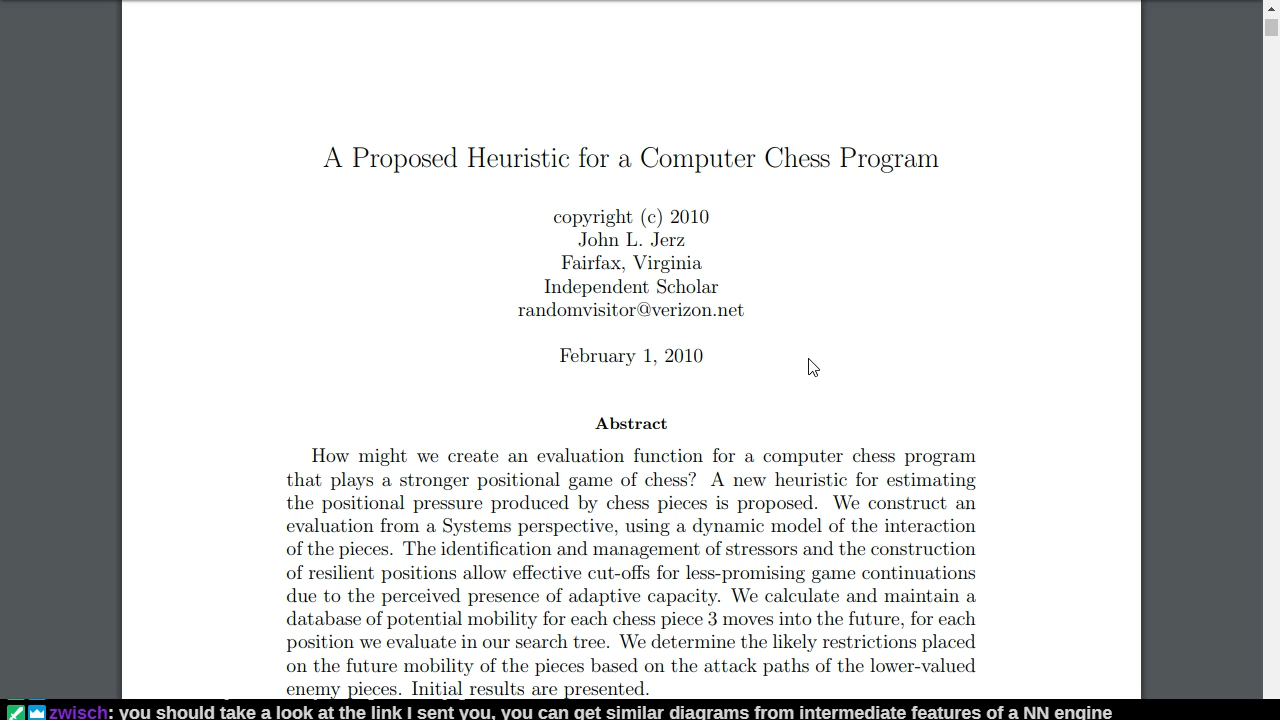 A Proposed Heuristic for a Computer Chess Program
copyright (c) 2010
John L. Jerz
Fairfax, Virginia
Independent Scholar
randomvisitor@verizon.net
February 1, 2010
Abstract
How might we create an evaluation function for a computer chess program
that plays a stronger positional game of chess? A new heuristic for estimating
the positional pressure produced by chess pieces is proposed. We construct an
evaluation from a Systems perspective, using a dynamic model of the interaction
of the pieces. The identification and management of stressors and the construction
of resilient positions allow effective cut-offs for less-promising game continuations
due to the perceived presence of adaptive capacity. We calculate and maintain a
database of potential mobility for each chess piece 3 moves into the future, for each
position we evaluate in our search tree. We determine the likely restrictions placed
on the future mobility of the pieces based on the attack paths of the lower-valued
enemy pieces. Initial results are presented.
zwisch: you should take a look at the link I sent you, you can get similar diagrams from intermediate features of a NN engine